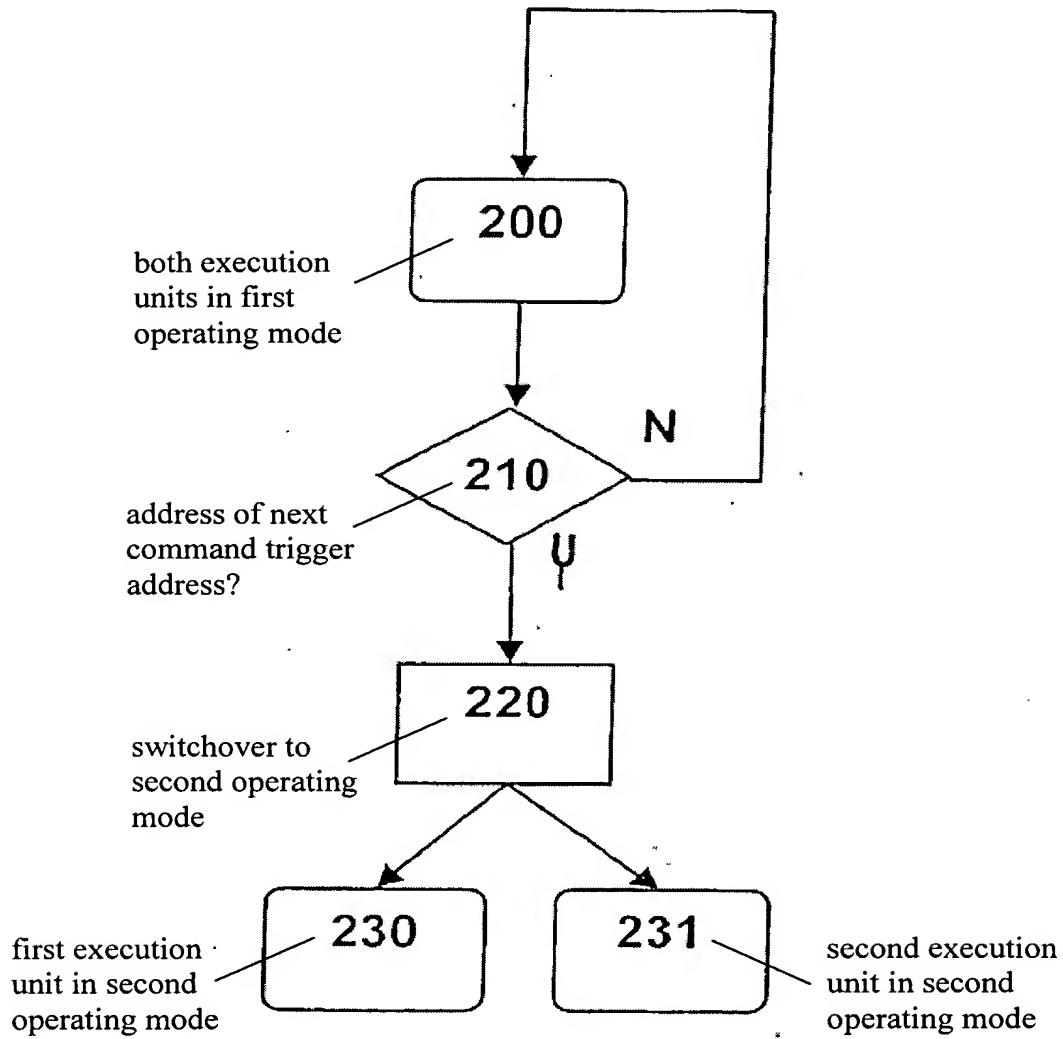 200
both execution
units in first
operating mode
N
210
address of next
command trigger
address?
Y
220
switchover to
second operating
mode
230
first execution
unit in second
operating mode
231
second execution
unit in second
operating mode